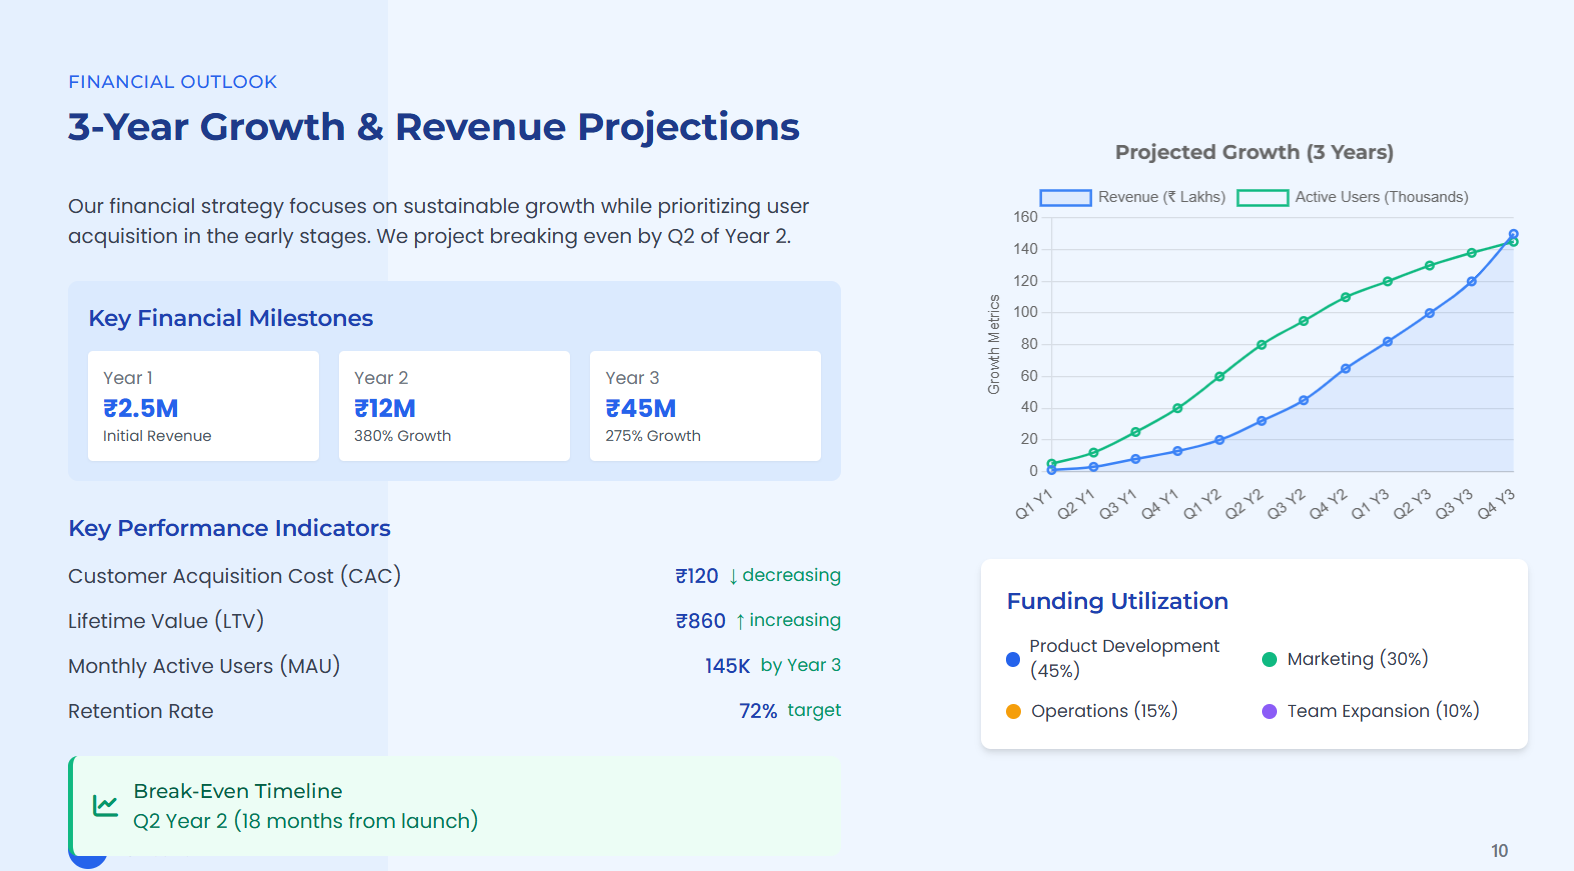 FINANCIAL OUTLOOK
3-Year Growth & Revenue Projections
Our financial strategy focuses on sustainable growth while prioritizing user
acquisition in the early stages. We project breaking even by Q2 of Year 2.
Key Financial Milestones
Year 1
₹2.5M
Initial Revenue
Year 2
₹12M
380% Growth
Year 3
₹45M
275% Growth
Key Performance Indicators
Customer Acquisition Cost (CAC) ₹120 ↓ decreasing
Lifetime Value (LTV) ₹860 ↑ increasing
Monthly Active Users (MAU) 145K by Year 3
Retention Rate 72% target
Break-Even Timeline
Q2 Year 2 (18 months from launch)
Projected Growth (3 Years)
Revenue (₹ Lakhs) Active Users (Thousands)
Growth Metrics
160
140
120
100
80
60
40
20
0
Q1 Y1 Q2 Y1 Q3 Y1 Q4 Y1 Q1 Y2 Q2 Y2 Q3 Y2 Q4 Y2 Q1 Y3 Q2 Y3 Q3 Y3 Q4 Y3
Funding Utilization
Product Development
(45%)
Marketing (30%)
Operations (15%)
Team Expansion (10%)
10